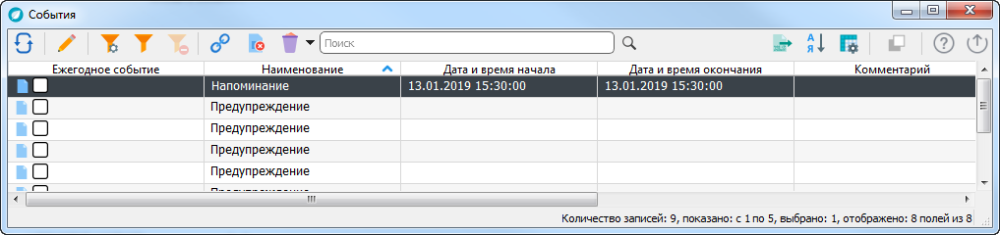 События
Поиск
А
Я
Ежегодное событие Наименование Дата и время начала Дата и время окончания Комментарий
Напоминание 13.01.2019 15:30:00 13.01.2019 15:30:00
Предупреждение
Предупреждение
Предупреждение
Предупреждение
Предупреждение
Количество записей: 9, показано: с 1 по 5, выбрано: 1, отображено: 8 полей из 8